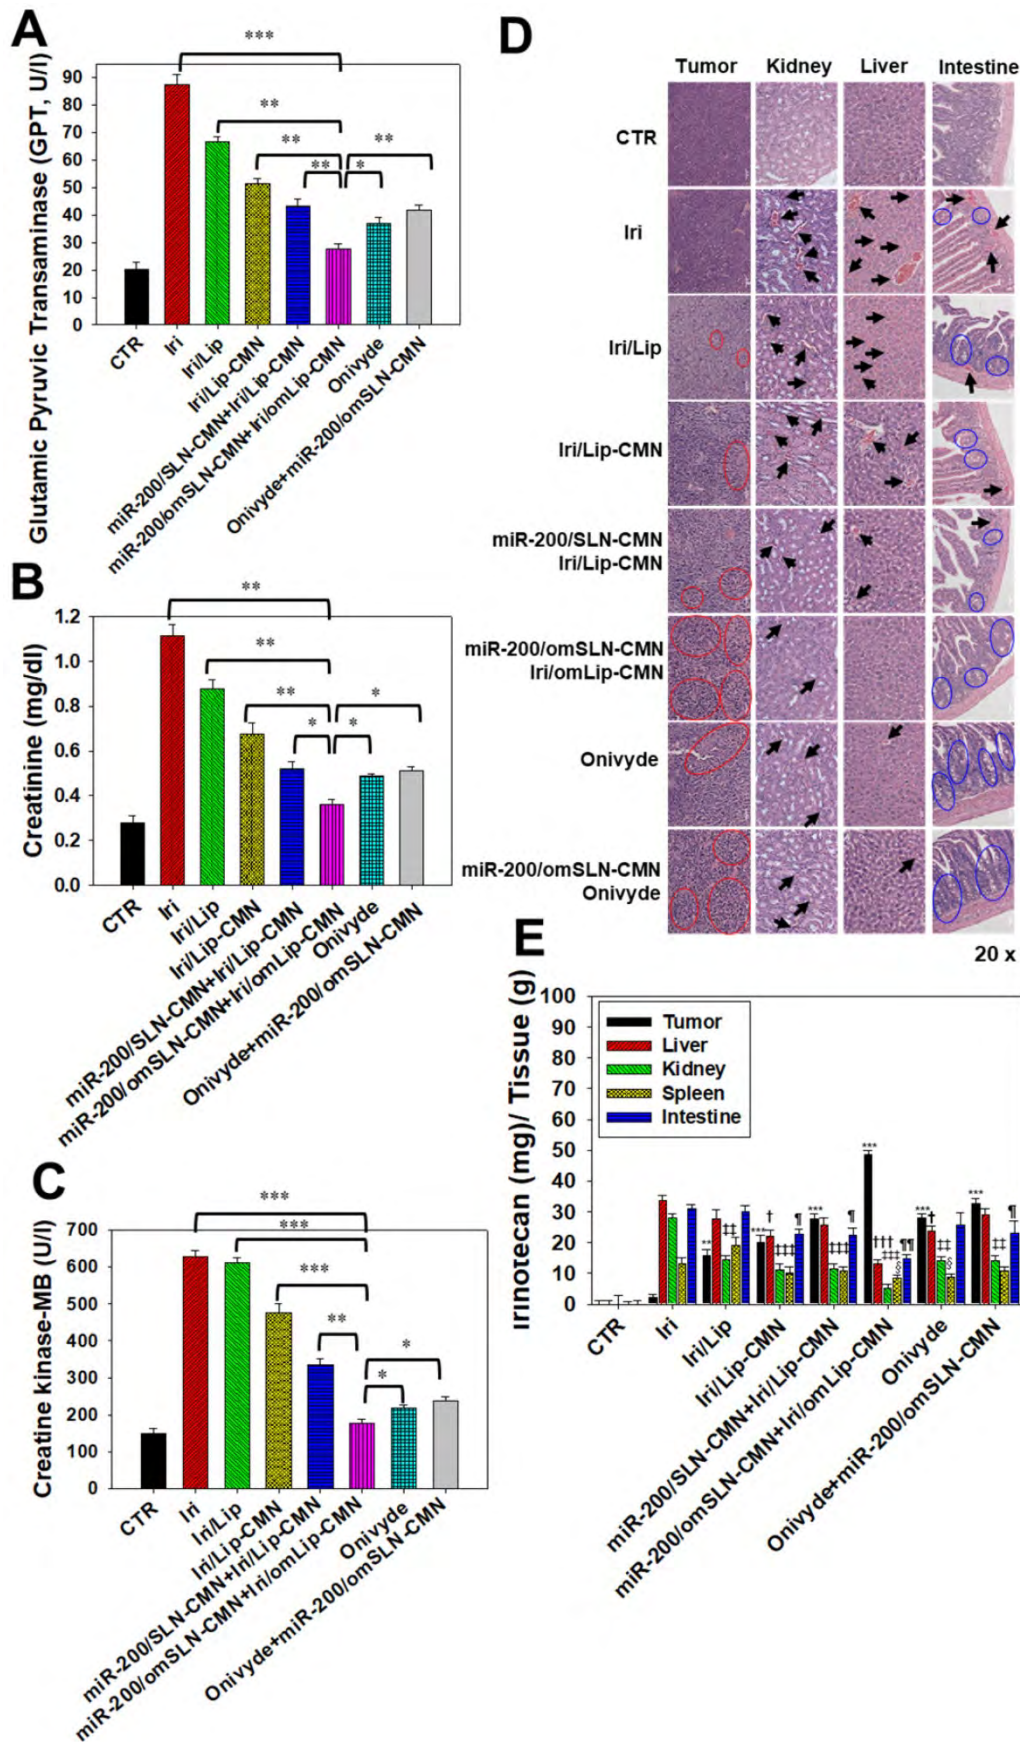 A
Glutamic Pyruvic Transaminase (GPT, U/l)
90
80
70
60
50
40
30
20
10
0
***
**
**
**
**
*
CTR
Iri
Iri/Lip
Iri/Lip-CMN
miR-200/SLN-CMN+Iri/Lip-CMN
miR-200/omSLN-CMN+Iri/omLip-CMN
Onivyde
Onivyde+miR-200/omSLN-CMN
B
Creatinine (mg/dl)
1.2
1.0
0.8
0.6
0.4
0.2
0.0
**
**
**
*
*
*
CTR
Iri
Iri/Lip
Iri/Lip-CMN
miR-200/SLN-CMN+Iri/Lip-CMN
miR-200/omSLN-CMN+Iri/omLip-CMN
Onivyde
Onivyde+miR-200/omSLN-CMN
C
Creatine kinase-MB (U/l)
700
600
500
400
300
200
100
0
***
***
***
**
*
*
CTR
Iri
Iri/Lip
Iri/Lip-CMN
miR-200/SLN-CMN+Iri/Lip-CMN
miR-200/omSLN-CMN+Iri/omLip-CMN
Onivyde
Onivyde+miR-200/omSLN-CMN
D
Tumor Kidney Liver Intestine
CTR
Iri
Iri/Lip
Iri/Lip-CMN
miR-200/SLN-CMN
Iri/Lip-CMN
miR-200/omSLN-CMN
Iri/omLip-CMN
Onivyde
miR-200/omSLN-CMN
Onivyde
20 x
E
Irinotecan (mg)/ Tissue (g)
100
90
80
70
60
50
40
30
20
10
0
Tumor
Liver
Kidney
Spleen
Intestine
** ‡‡
*** † ‡‡‡ ¶
*** ‡‡‡ ¶
*** ††† ‡‡‡ § ¶¶
*** † ‡‡ §
*** ‡‡ ¶
CTR
Iri
Iri/Lip
Iri/Lip-CMN
miR-200/SLN-CMN+Iri/Lip-CMN
miR-200/omSLN-CMN+Iri/omLip-CMN
Onivyde
Onivyde+miR-200/omSLN-CMN